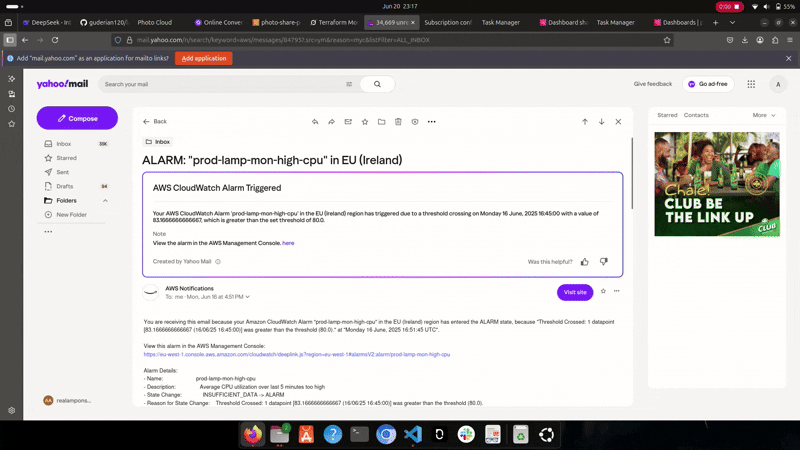 Jun 20 23:17
0:00
55%
DeepSeek - Int
guderian120/l
Photo Cloud
Online Conver
photo-share-p
Terraform Mov
34,669 unre
Subscription conf
Task Manager
Dashboard sha
Task Manager
Dashboards | p
mail.yahoo.com/n/search/keyword=aws/messages/84795?.src=ym&reason=myc&listFilter=ALL_INBOX
Add "mail.yahoo.com" as an application for mailto links?
Add application
yahoo!mail
Search your mail
Give feedback
Go ad-free
A
Compose
Inbox
Starred
Sent
Drafts
Folders
New Folder
realampons...
Back
Inbox
ALARM: "prod-lamp-mon-high-cpu" in EU (Ireland)
AWS CloudWatch Alarm Triggered
Your AWS CloudWatch Alarm 'prod-lamp-mon-high-cpu' in the EU (Ireland) region has triggered due to a threshold crossing on Monday 16 June, 2025 16:45:00 with a value of
83.1666666666667, which is greater than the set threshold of 80.0.
Note
View the alarm in the AWS Management Console. here
Created by Yahoo Mail
Was this helpful?
AWS Notifications
To: me · Mon, Jun 16 at 4:51 PM
Visit site
You are receiving this email because your Amazon CloudWatch Alarm "prod-lamp-mon-high-cpu" in the EU (Ireland) region has entered the ALARM state, because "Threshold Crossed: 1 datapoint
[83.1666666666667 (16/06/25 16:45:00)] was greater than the threshold (80.0)." at "Monday 16 June, 2025 16:51:45 UTC".
View this alarm in the AWS Management Console:
https://eu-west-1.console.aws.amazon.com/cloudwatch/deeplink.js?region=eu-west-1#alarmsV2:alarm/prod-lamp-mon-high-cpu
Alarm Details:
- Name: prod-lamp-mon-high-cpu
- Description: Average CPU utilization over last 5 minutes too high
- State Change: INSUFFICIENT_DATA -> ALARM
- Reason for State Change: Threshold Crossed: 1 datapoint [83.1666666666667 (16/06/25 16:45:00)] was greater than the threshold (80.0).
Starred
Contacts
More
Chalé!
CLUB BE
THE LINK UP
CLUB